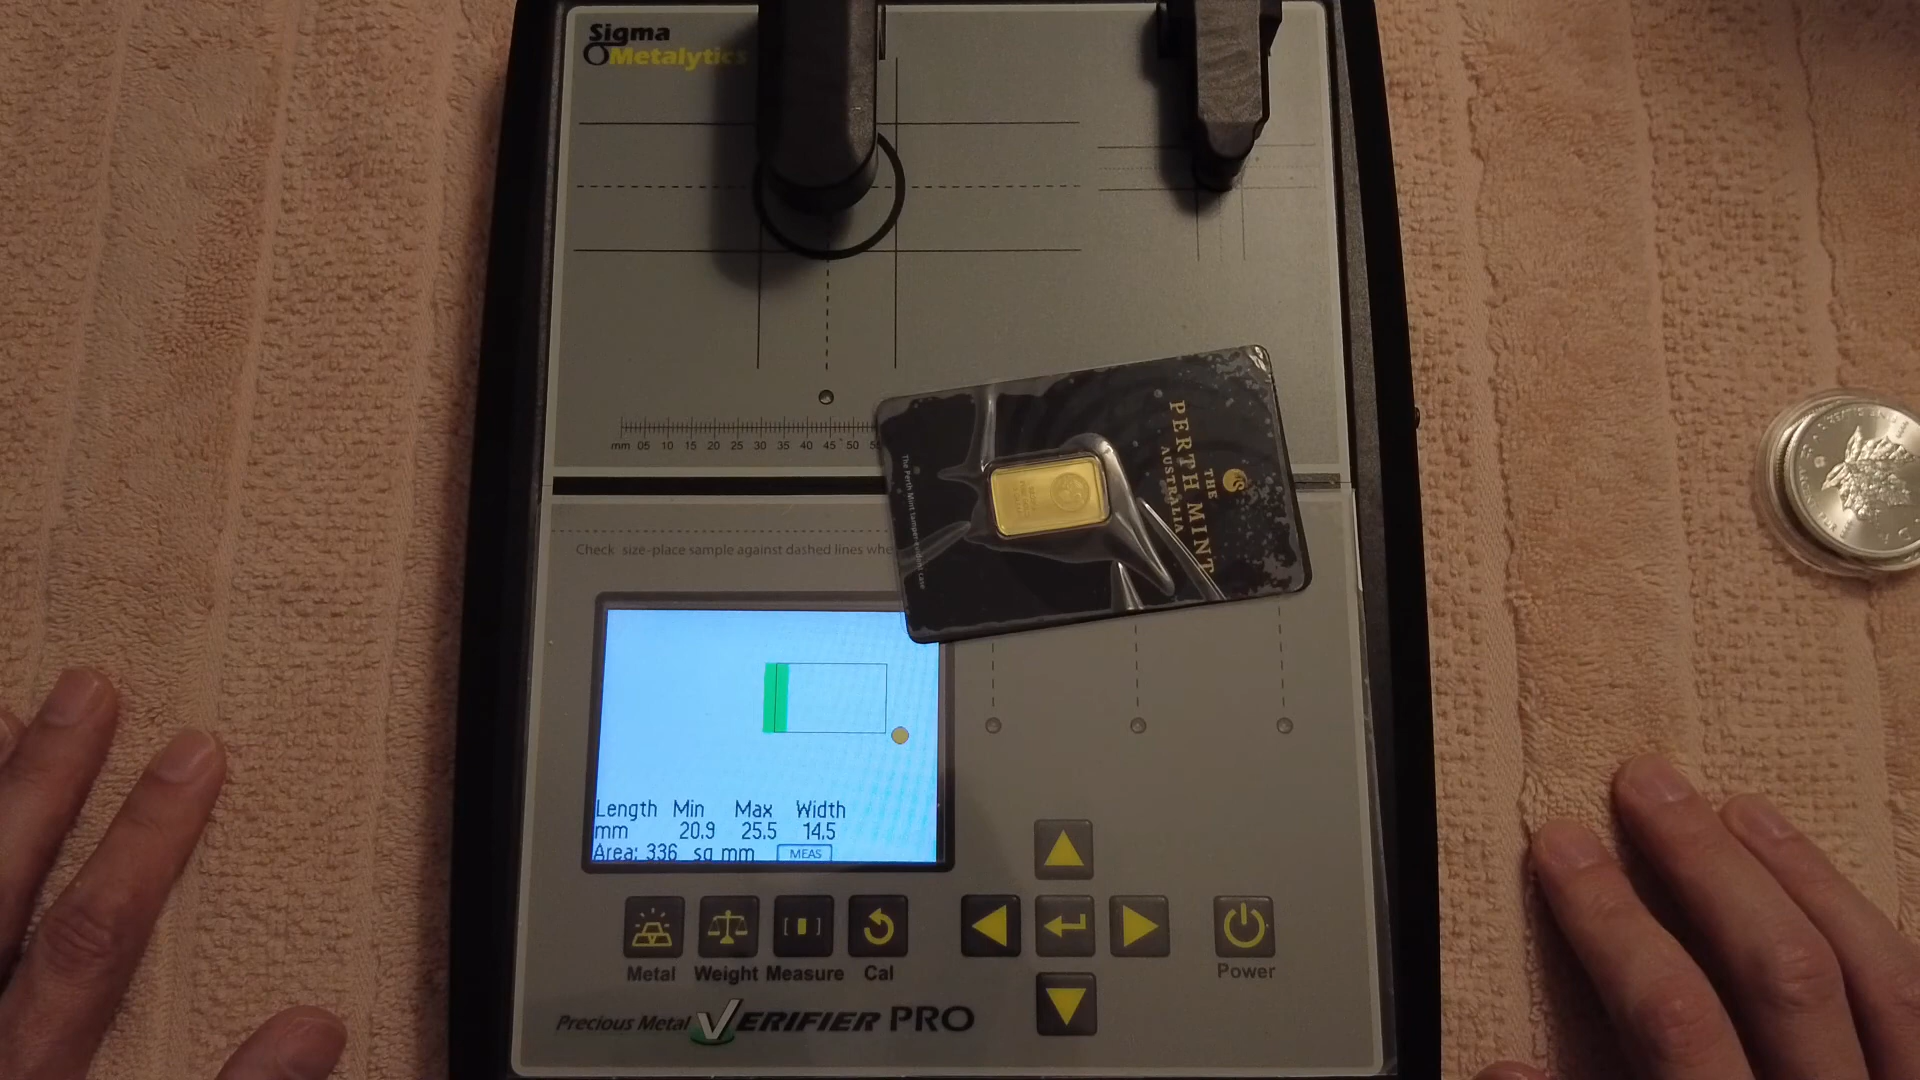 Sigma
Metalytics
mm 05 10 15 20 25 30 35 40 45 50
THE
PERTH MINT
AUSTRALIA
Check size-place sample against dashed lines
Length Min Max Width
mm 20.9 25.5 14.5
Area: 336 sq mm MEAS
Metal Weight Measure Cal
Power
Precious Metal VERIFIER PRO